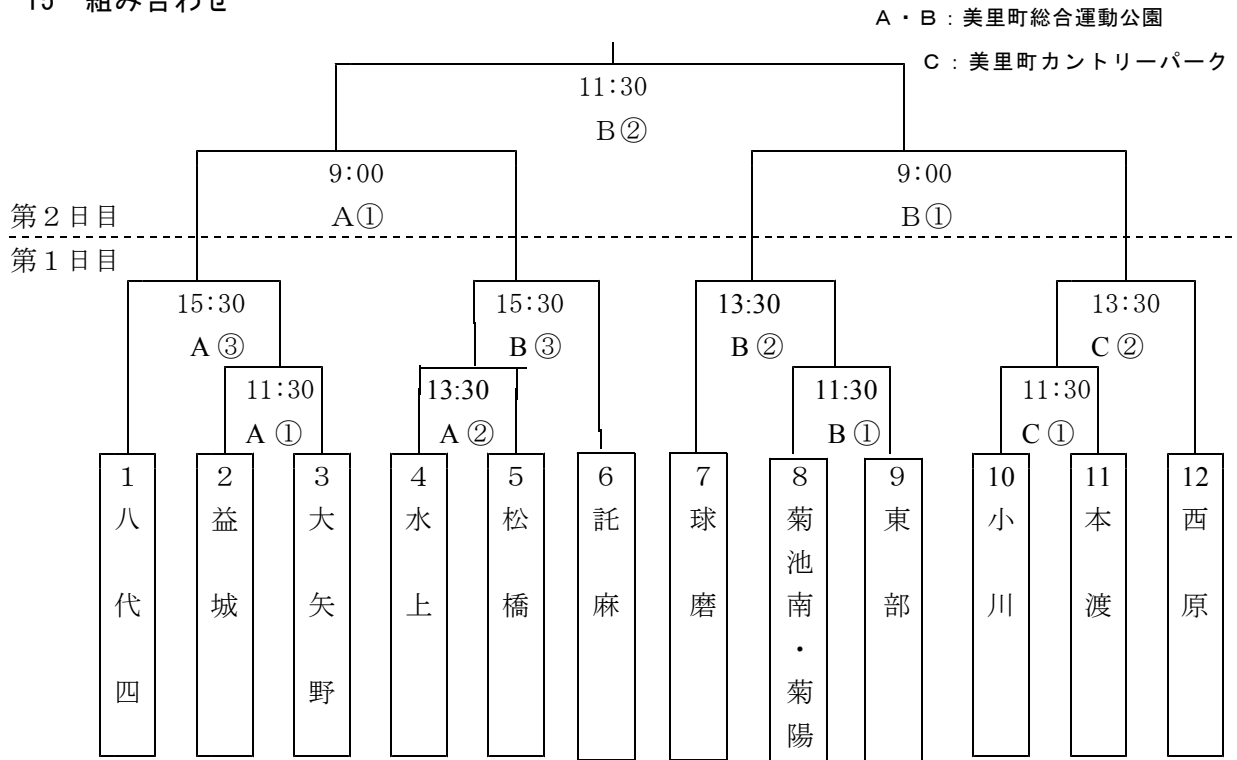 15 組み合わせ
A・B：美里町総合運動公園
C：美里町カントリーパーク
11:30
B②
9:00
9:00
第2日目
A①
B①
第1日目
15:30
15:30
13:30
13:30
A③
B③
B②
C②
11:30
13:30
11:30
11:30
A①
A②
B①
C①
1
八代四
2
益城
3
大矢野
4
水上
5
松橋
6
託麻
7
球磨
8
菊池南・菊陽
9
東部
10
小川
11
本渡
12
西原